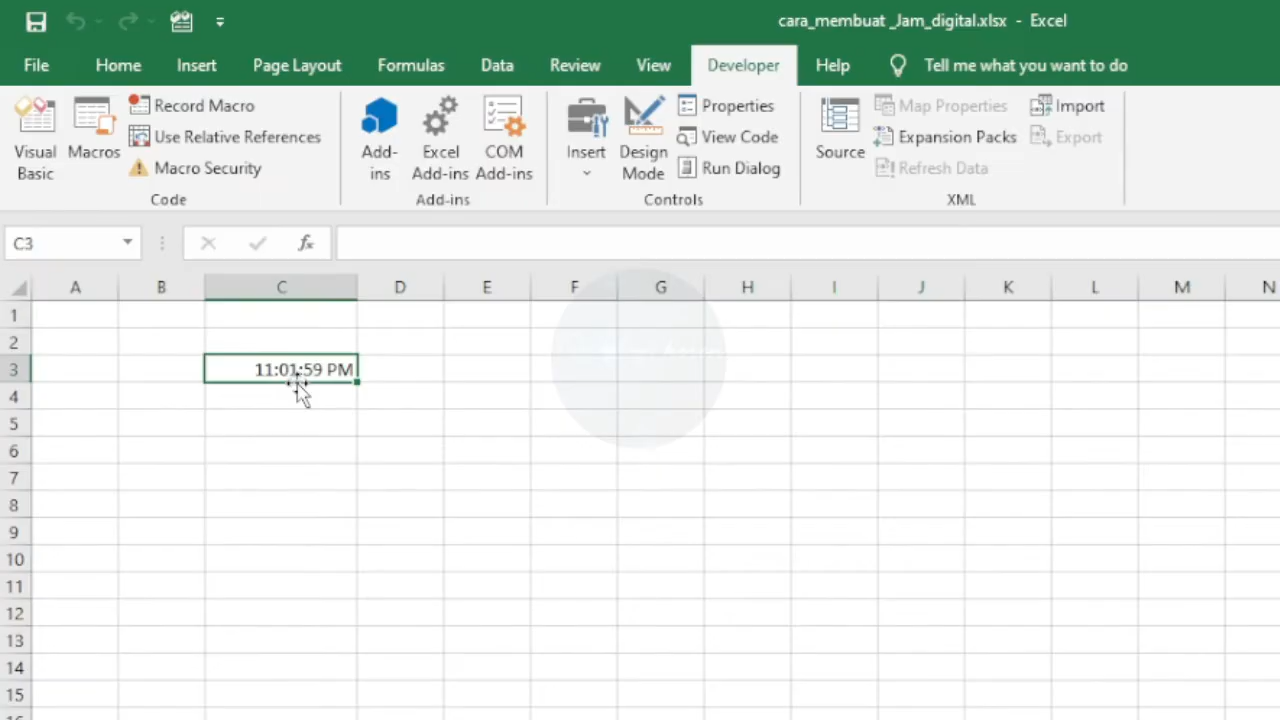 cara_membuat _Jam_digital.xlsx - Excel
File Home Insert Page Layout Formulas Data Review View Developer Help Tell me what you want to do
Visual Basic
Macros
Record Macro
Use Relative References
Macro Security
Code
Add-ins
Excel Add-ins
COM Add-ins
Add-ins
Insert
Design Mode
Properties
View Code
Run Dialog
Controls
Source
Map Properties
Expansion Packs
Refresh Data
Import
Export
XML
C3
fx
A B C D E F G H I J K L M N
1
2
3 11:01:59 PM
4
5
6
7
8
9
10
11
12
13
14
15